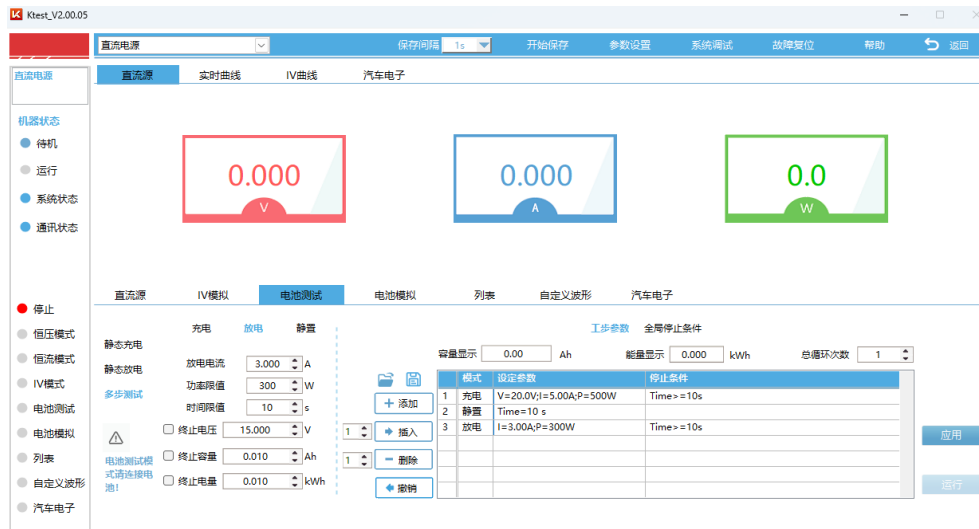 Ktest_V2.00.05
直流电源 保存间隔 1s 开始保存 参数设置 系统调试 故障复位 帮助 返回
直流电源
直流源 实时曲线 IV曲线 汽车电子
机器状态
待机
运行
系统状态
通讯状态
0.000
V
0.000
A
0.0
W
直流源 IV模拟 电池测试 电池模拟 列表 自定义波形 汽车电子
停止
恒压模式
恒流模式
IV模式
电池测试
电池模拟
列表
自定义波形
汽车电子
静态充电
静态放电
多步测试
电池测试模
式请连接电
池!
充电 放电 静置
放电电流 3.000 A
功率限值 300 W
时间限值 10 s
终止电压 15.000 V
终止容量 0.010 Ah
终止电量 0.010 kWh
添加
1 插入
1 删除
撤销
工步参数 全局停止条件
容量显示 0.00 Ah 能量显示 0.000 kWh 总循环次数 1
模式 设定参数 停止条件
1 充电 V=20.0V;I=5.00A;P=500W Time>=10s
2 静置 Time=10 s
3 放电 I=3.00A;P=300W Time>=10s
应用
运行